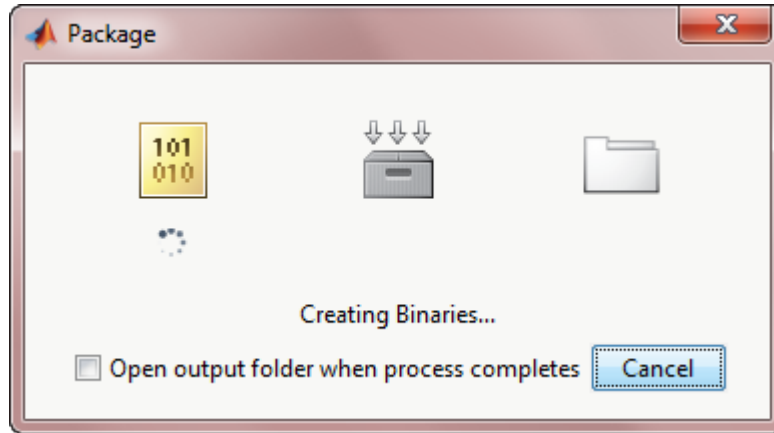 Package
101
010
Creating Binaries...
Open output folder when process completes Cancel